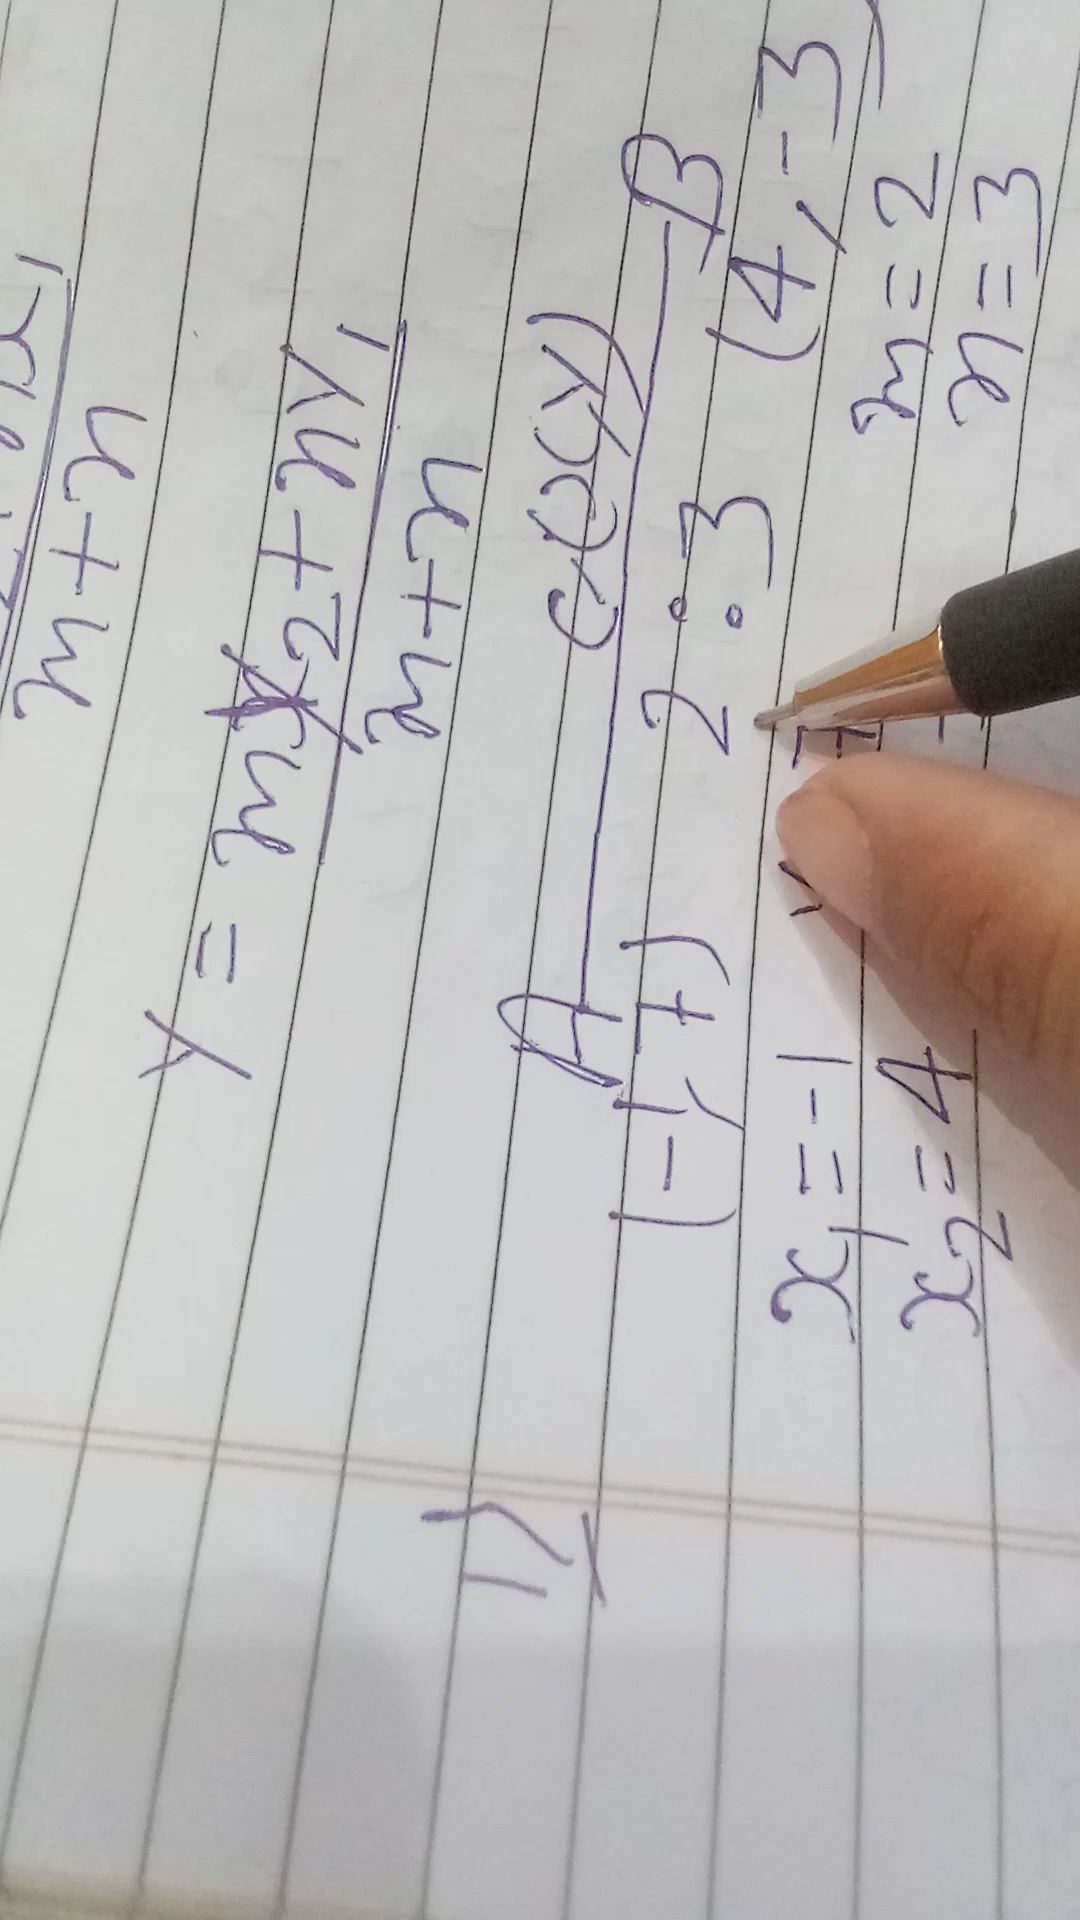 m+n
y = my2+ny1
m+n
C(x,y)
A B
(-1,7) 2:3 (4,-3)
x1=-1 m=2
x2=4 n=3
1)